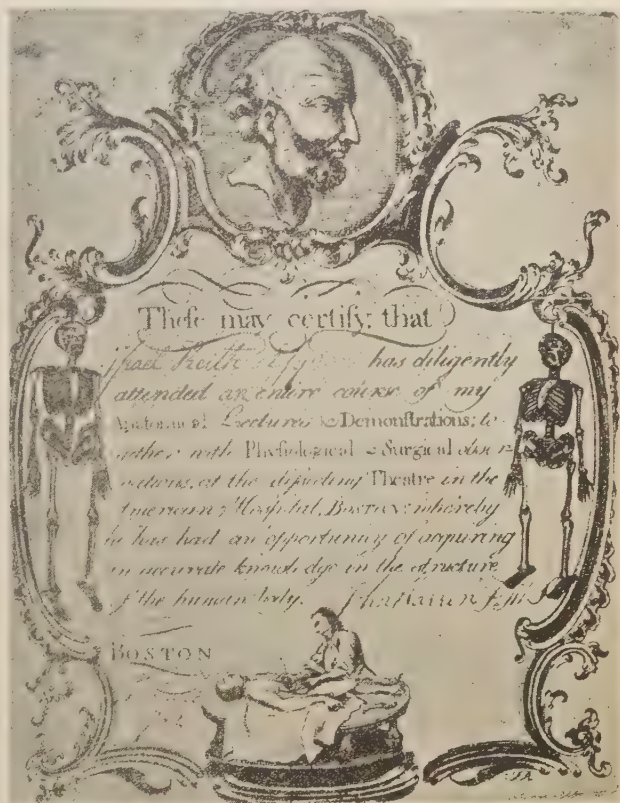 Theſe may certify: that
Iſrael Keith has diligently
attended an entire course of my
Anatomical Lectures & Demonſtrations; to
gether with Phyſiological & Surgical
at the diſsecting Theatre in the
American Hoſpital, Boston; whereby
he has had an opportunity of acquiring
an accurate knowledge in the structure
of the human body.
BOSTON